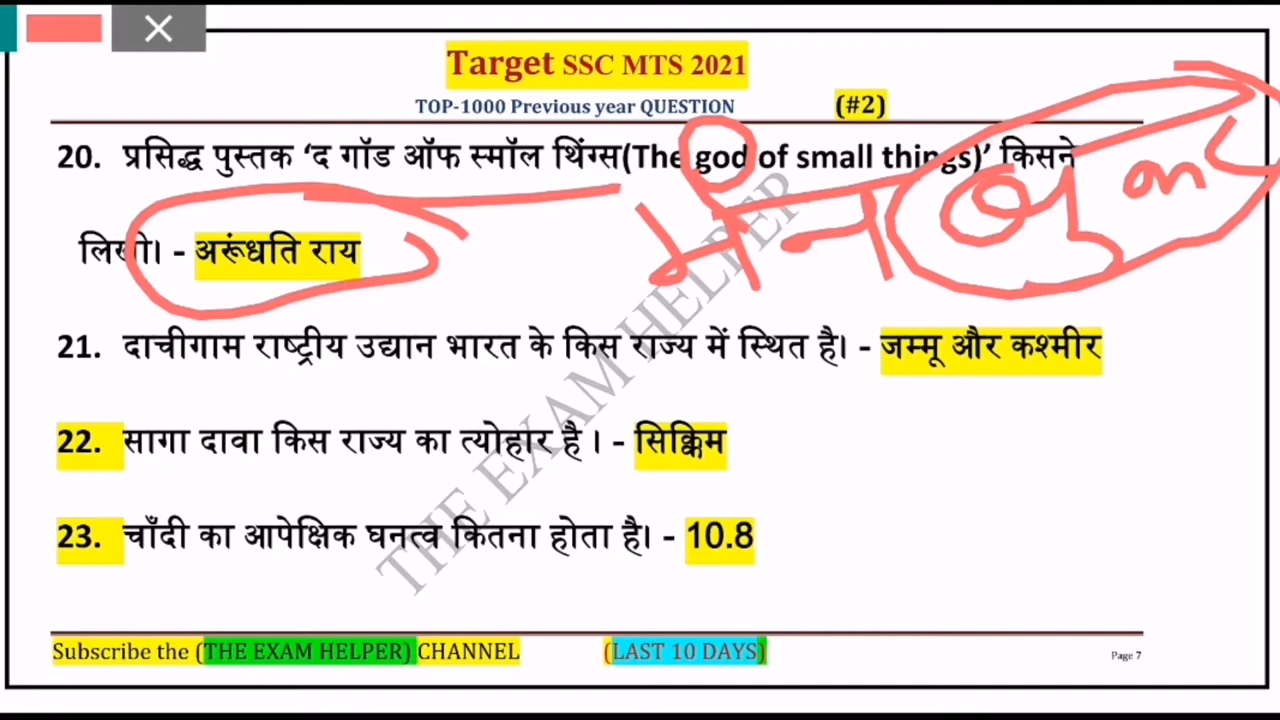 Target SSC MTS 2021
TOP-1000 Previous year QUESTION (#2)
20. प्रसिद्ध पुस्तक ‘द गॉड ऑफ स्मॉल थिंग्स(The god of small things)’ किसने
लिखो। - अरूंधति राय
21. दाचीगाम राष्ट्रीय उद्यान भारत के किस राज्य में स्थित है। - जम्मू और कश्मीर
22. सागा दावा किस राज्य का त्योहार है । - सिक्किम
23. चाँदी का आपेक्षिक घनत्व कितना होता है। - 10.8
THE EXAM HELPER
Subscribe the (THE EXAM HELPER) CHANNEL (LAST 10 DAYS)
Page 7